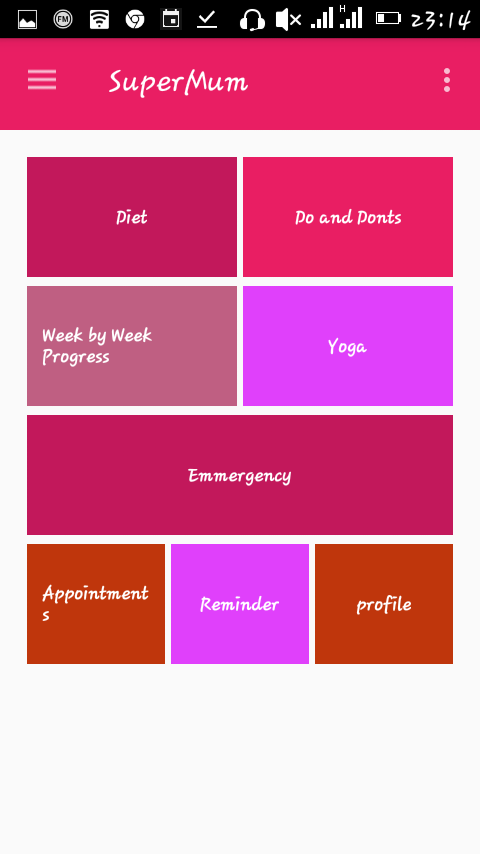 FM
H
23:14
SuperMum
Diet
Do and Donts
Week by Week
Progress
Yoga
Emmergency
Appointment
s
Reminder
profile